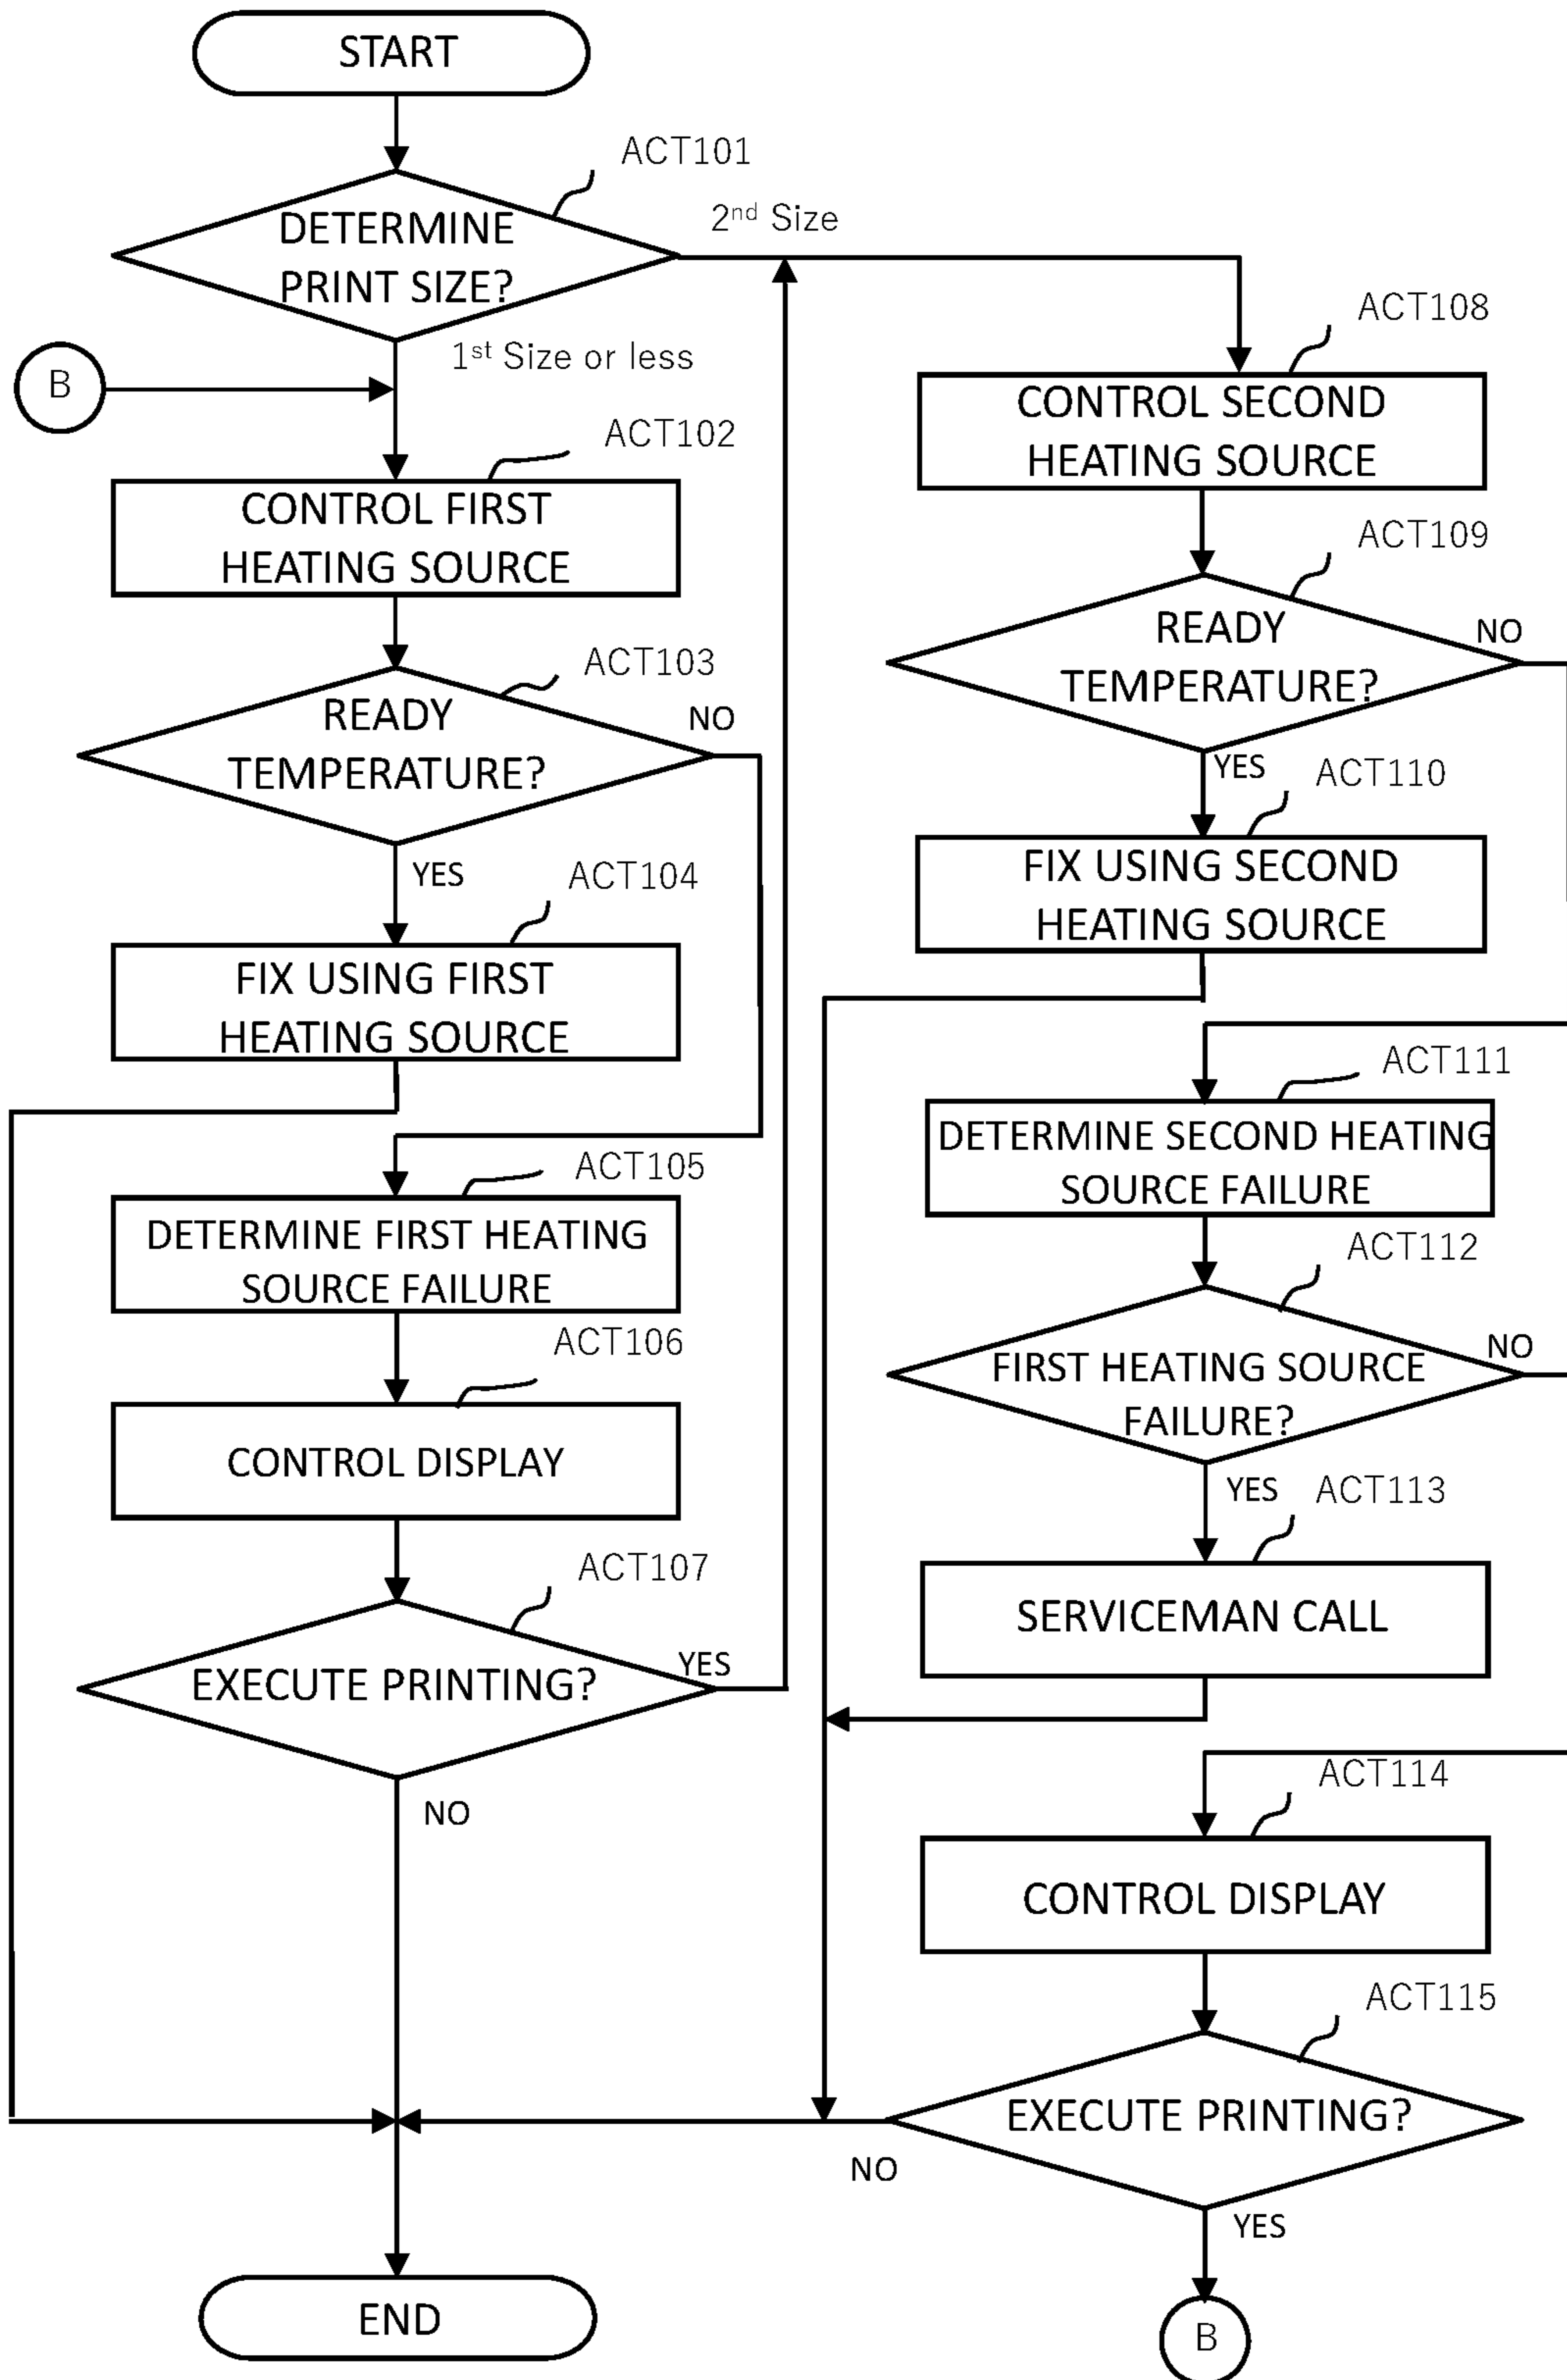 START
ACT101
DETERMINE
PRINT SIZE?
2nd Size
1st Size or less
B
ACT102
CONTROL FIRST
HEATING SOURCE
ACT103
READY
TEMPERATURE?
NO
YES
ACT104
FIX USING FIRST
HEATING SOURCE
ACT105
DETERMINE FIRST HEATING
SOURCE FAILURE
ACT106
CONTROL DISPLAY
ACT107
EXECUTE PRINTING?
YES
NO
END
ACT108
CONTROL SECOND
HEATING SOURCE
ACT109
READY
TEMPERATURE?
NO
YES
ACT110
FIX USING SECOND
HEATING SOURCE
ACT111
DETERMINE SECOND HEATING
SOURCE FAILURE
ACT112
FIRST HEATING SOURCE
FAILURE?
NO
YES
ACT113
SERVICEMAN CALL
ACT114
CONTROL DISPLAY
ACT115
EXECUTE PRINTING?
NO
YES
B